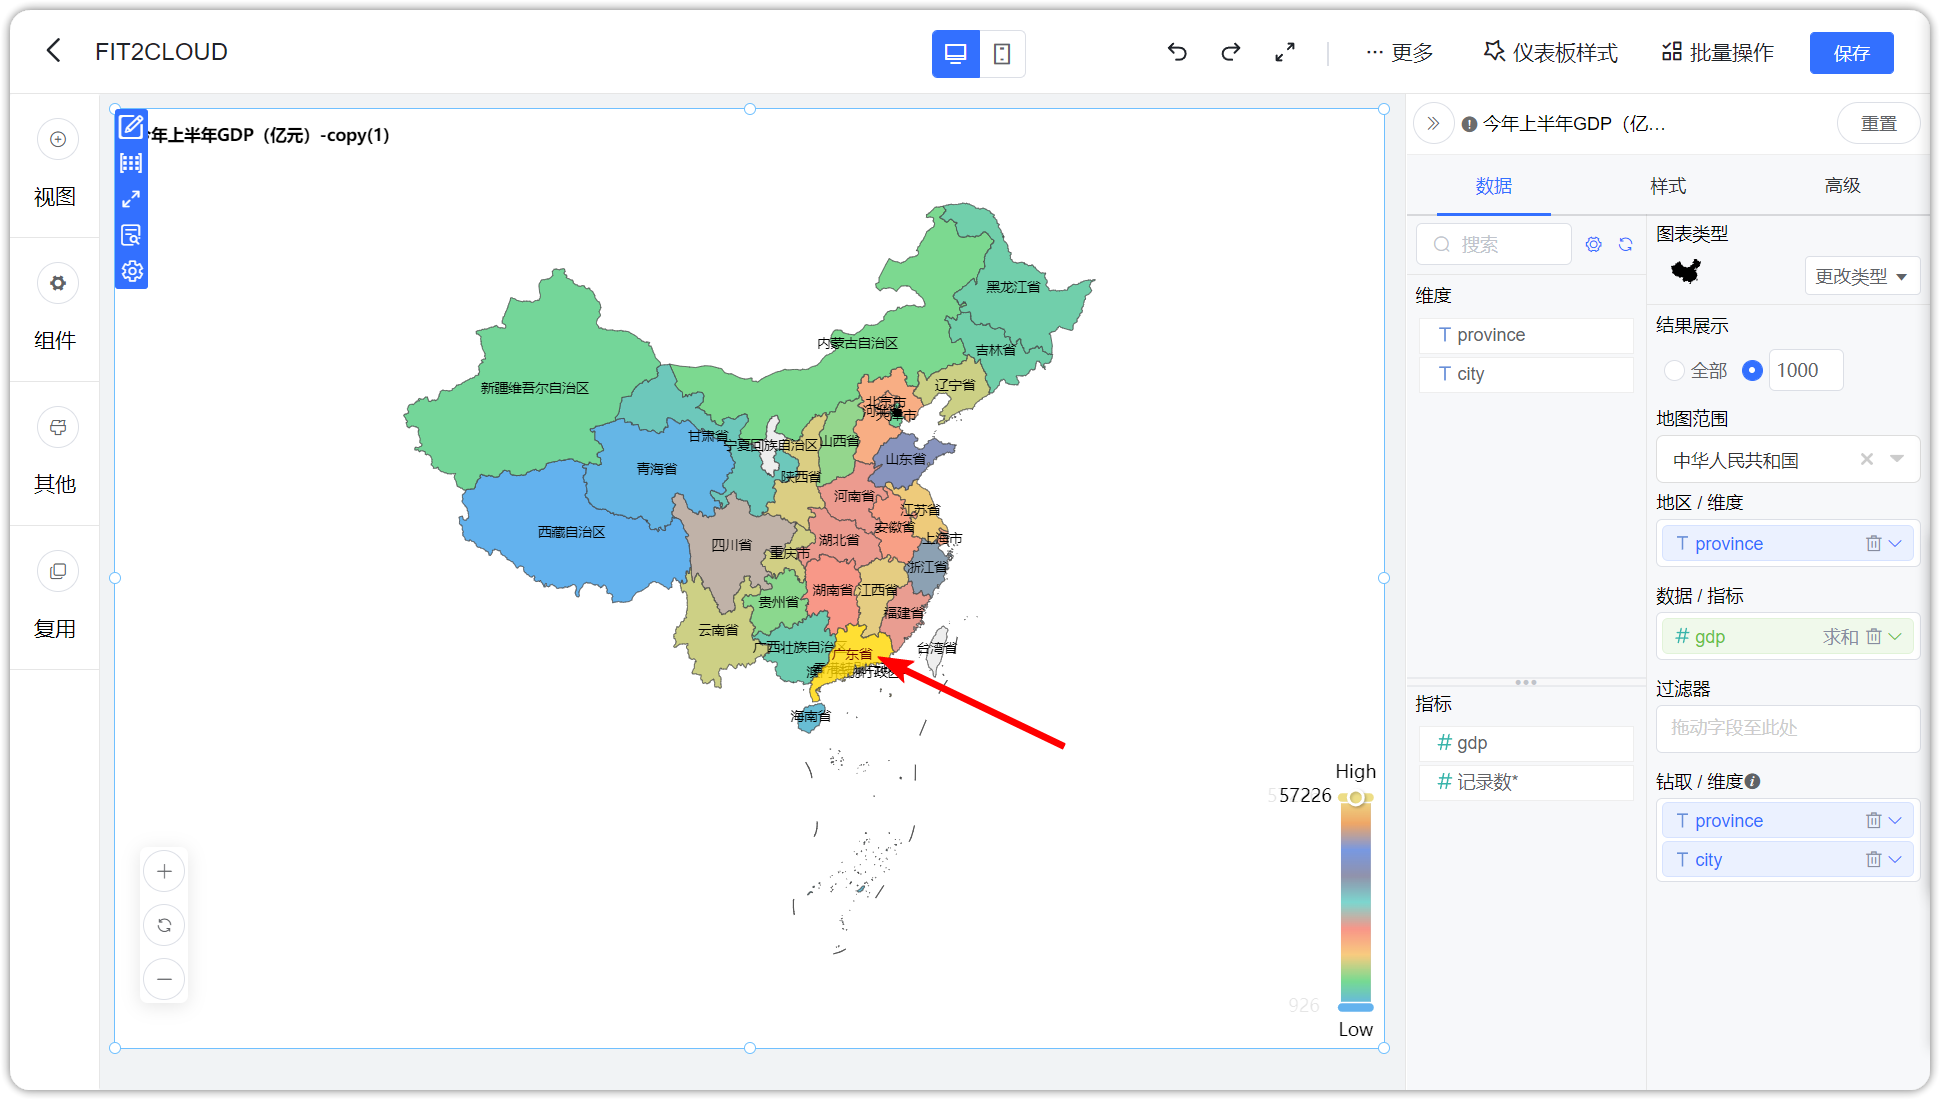 FIT2CLOUD
更多
仪表板样式
批量操作
保存
视图
组件
其他
复用
年上半年GDP（亿元）-copy(1)
黑龙江省
内蒙古自治区
吉林省
新疆维吾尔自治区
辽宁省
北京市
天津市
甘肃省
宁夏回族自治区
山西省
山东省
青海省
陕西省
河南省
江苏省
安徽省
西藏自治区
四川省
湖北省
上海市
重庆市
浙江省
贵州省
湖南省
江西省
福建省
云南省
广西壮族自治
广东省
台湾省
海南省
High
57226
926
Low
今年上半年GDP（亿...
重置
数据
样式
高级
搜索
维度
province
city
指标
gdp
记录数*
图表类型
更改类型
结果展示
全部
1000
地图范围
中华人民共和国
地区 / 维度
province
数据 / 指标
gdp
求和
过滤器
拖动字段至此处
钻取 / 维度
province
city